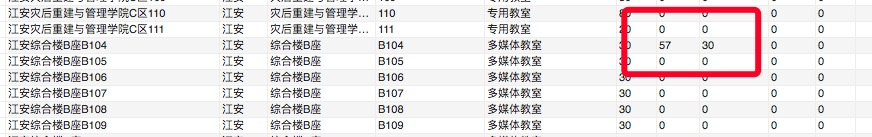 江安灾后重建与管理学院C区110 江安 灾后重建与管理学... 110 专用教室 0 0 0 0
江安灾后重建与管理学院C区111 江安 灾后重建与管理学... 111 专用教室 0 0 0 0
江安综合楼B座B104 江安 综合楼B座 B104 多媒体教室 30 57 30 0 0
江安综合楼B座B105 江安 综合楼B座 B105 多媒体教室 30 0 0 0 0
江安综合楼B座B106 江安 综合楼B座 B106 多媒体教室 30 0 0 0 0
江安综合楼B座B107 江安 综合楼B座 B107 多媒体教室 30 0 0 0 0
江安综合楼B座B108 江安 综合楼B座 B108 多媒体教室 30 0 0 0 0
江安综合楼B座B109 江安 综合楼B座 B109 多媒体教室 30 0 0 0 0